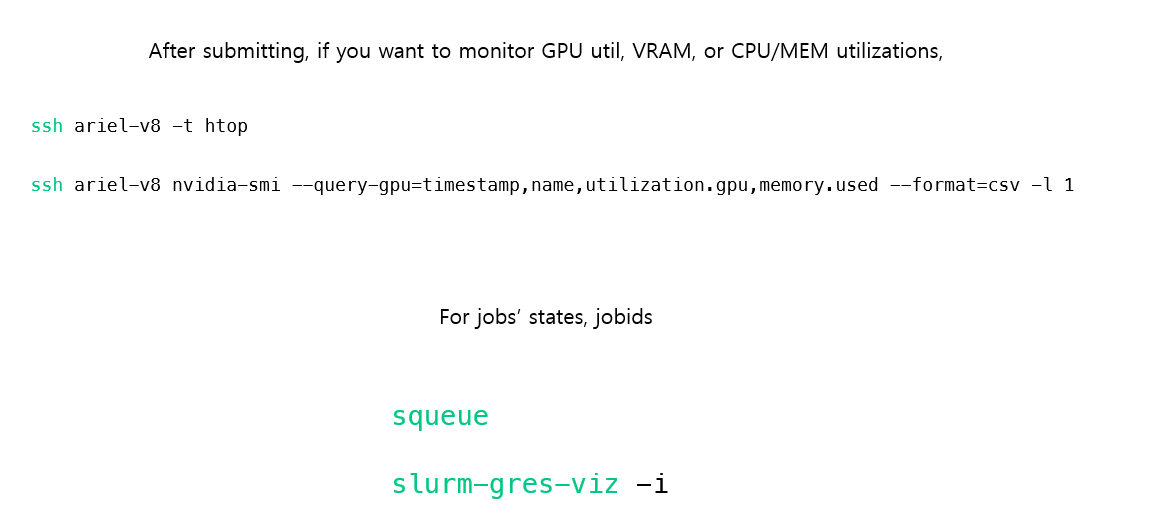 After submitting, if you want to monitor GPU util, VRAM, or CPU/MEM utilizations,
ssh ariel-v8 -t htop
ssh ariel-v8 nvidia-smi --query-gpu=timestamp,name,utilization.gpu,memory.used --format=csv -l 1
For jobs’ states, jobids
squeue
slurm-gres-viz -i